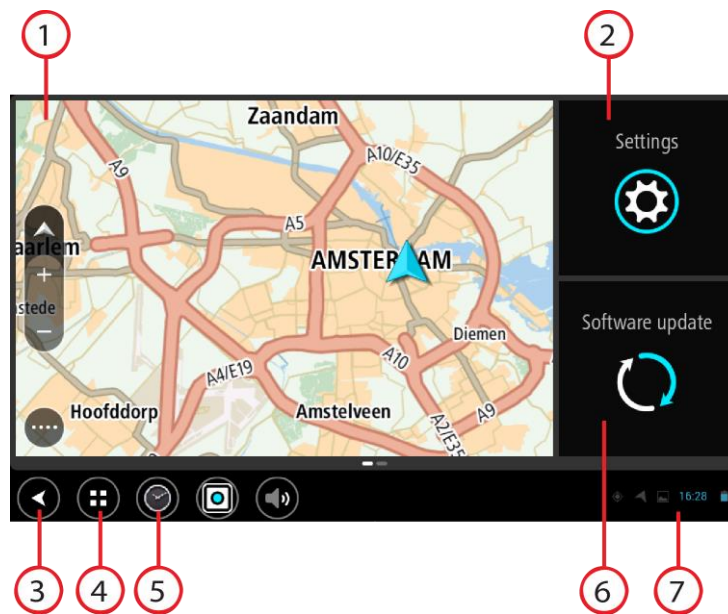 1
2
Zaandam
Settings
A9
A10/E35
A5
aarlem
+
AMSTERDAM
stede
−
Software update
Diemen
A10
A4/E19
Hoofddorp
Amstelveen
A9
A2/E35
16:28
3
4
5
6
7